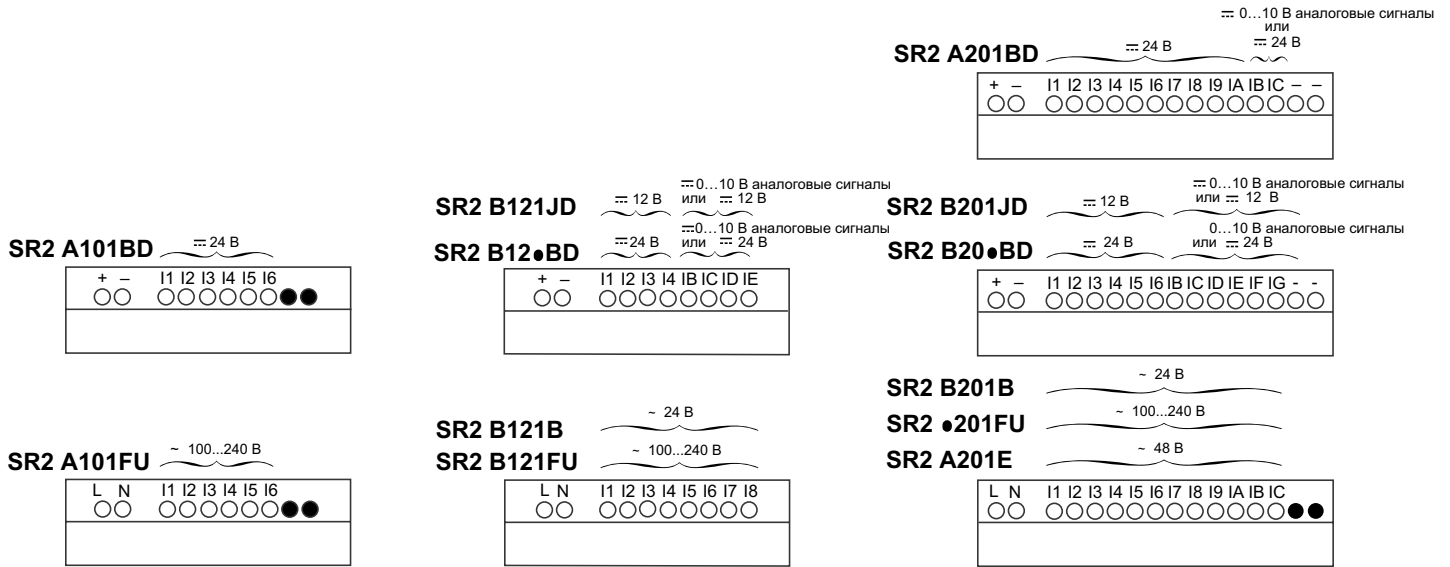 ⎓ 0...10 В аналоговые сигналы
или
SR2 A201BD ⎓ 24 В ⎓ 24 В
+ – I1 I2 I3 I4 I5 I6 I7 I8 I9 IA IB IC – –
SR2 A101BD ⎓ 24 В
+ – I1 I2 I3 I4 I5 I6
⎓ 0...10 В аналоговые сигналы
SR2 B121JD ⎓ 12 В или ⎓ 12 В
⎓ 0...10 В аналоговые сигналы
SR2 B12●BD ⎓ 24 В или ⎓ 24 В
+ – I1 I2 I3 I4 IB IC ID IE
⎓ 0...10 В аналоговые сигналы
SR2 B201JD ⎓ 12 В или ⎓ 12 В
0...10 В аналоговые сигналы
SR2 B20●BD ⎓ 24 В или ⎓ 24 В
+ – I1 I2 I3 I4 I5 I6 IB IC ID IE IF IG - -
SR2 A101FU ~ 100...240 В
L N I1 I2 I3 I4 I5 I6
SR2 B121B ~ 24 В
SR2 B121FU ~ 100...240 В
L N I1 I2 I3 I4 I5 I6 I7 I8
SR2 B201B ~ 24 В
SR2 ●201FU ~ 100...240 В
SR2 A201E ~ 48 В
L N I1 I2 I3 I4 I5 I6 I7 I8 I9 IA IB IC